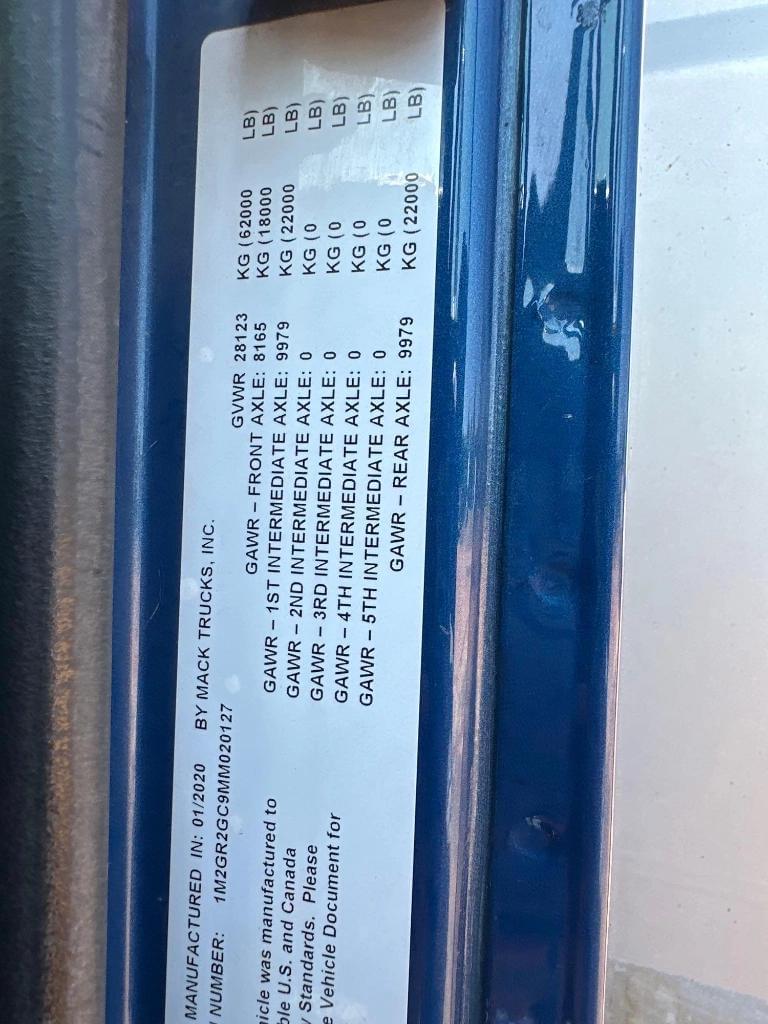 MANUFACTURED IN: 01/2020 BY MACK TRUCKS, INC.
NUMBER: 1M2GR2GC9MM020127
GVWR 28123 KG (62000 LB)
GAWR – FRONT AXLE: 8165 KG (18000 LB)
GAWR – 1ST INTERMEDIATE AXLE: 9979 KG (22000 LB)
GAWR – 2ND INTERMEDIATE AXLE: 0 KG (0 LB)
GAWR – 3RD INTERMEDIATE AXLE: 0 KG (0 LB)
GAWR – 4TH INTERMEDIATE AXLE: 0 KG (0 LB)
GAWR – 5TH INTERMEDIATE AXLE: 0 KG (0 LB)
GAWR – REAR AXLE: 9979 KG (22000 LB)
hicle was manufactured to
ble U.S. and Canada
Standards. Please
e Vehicle Document for